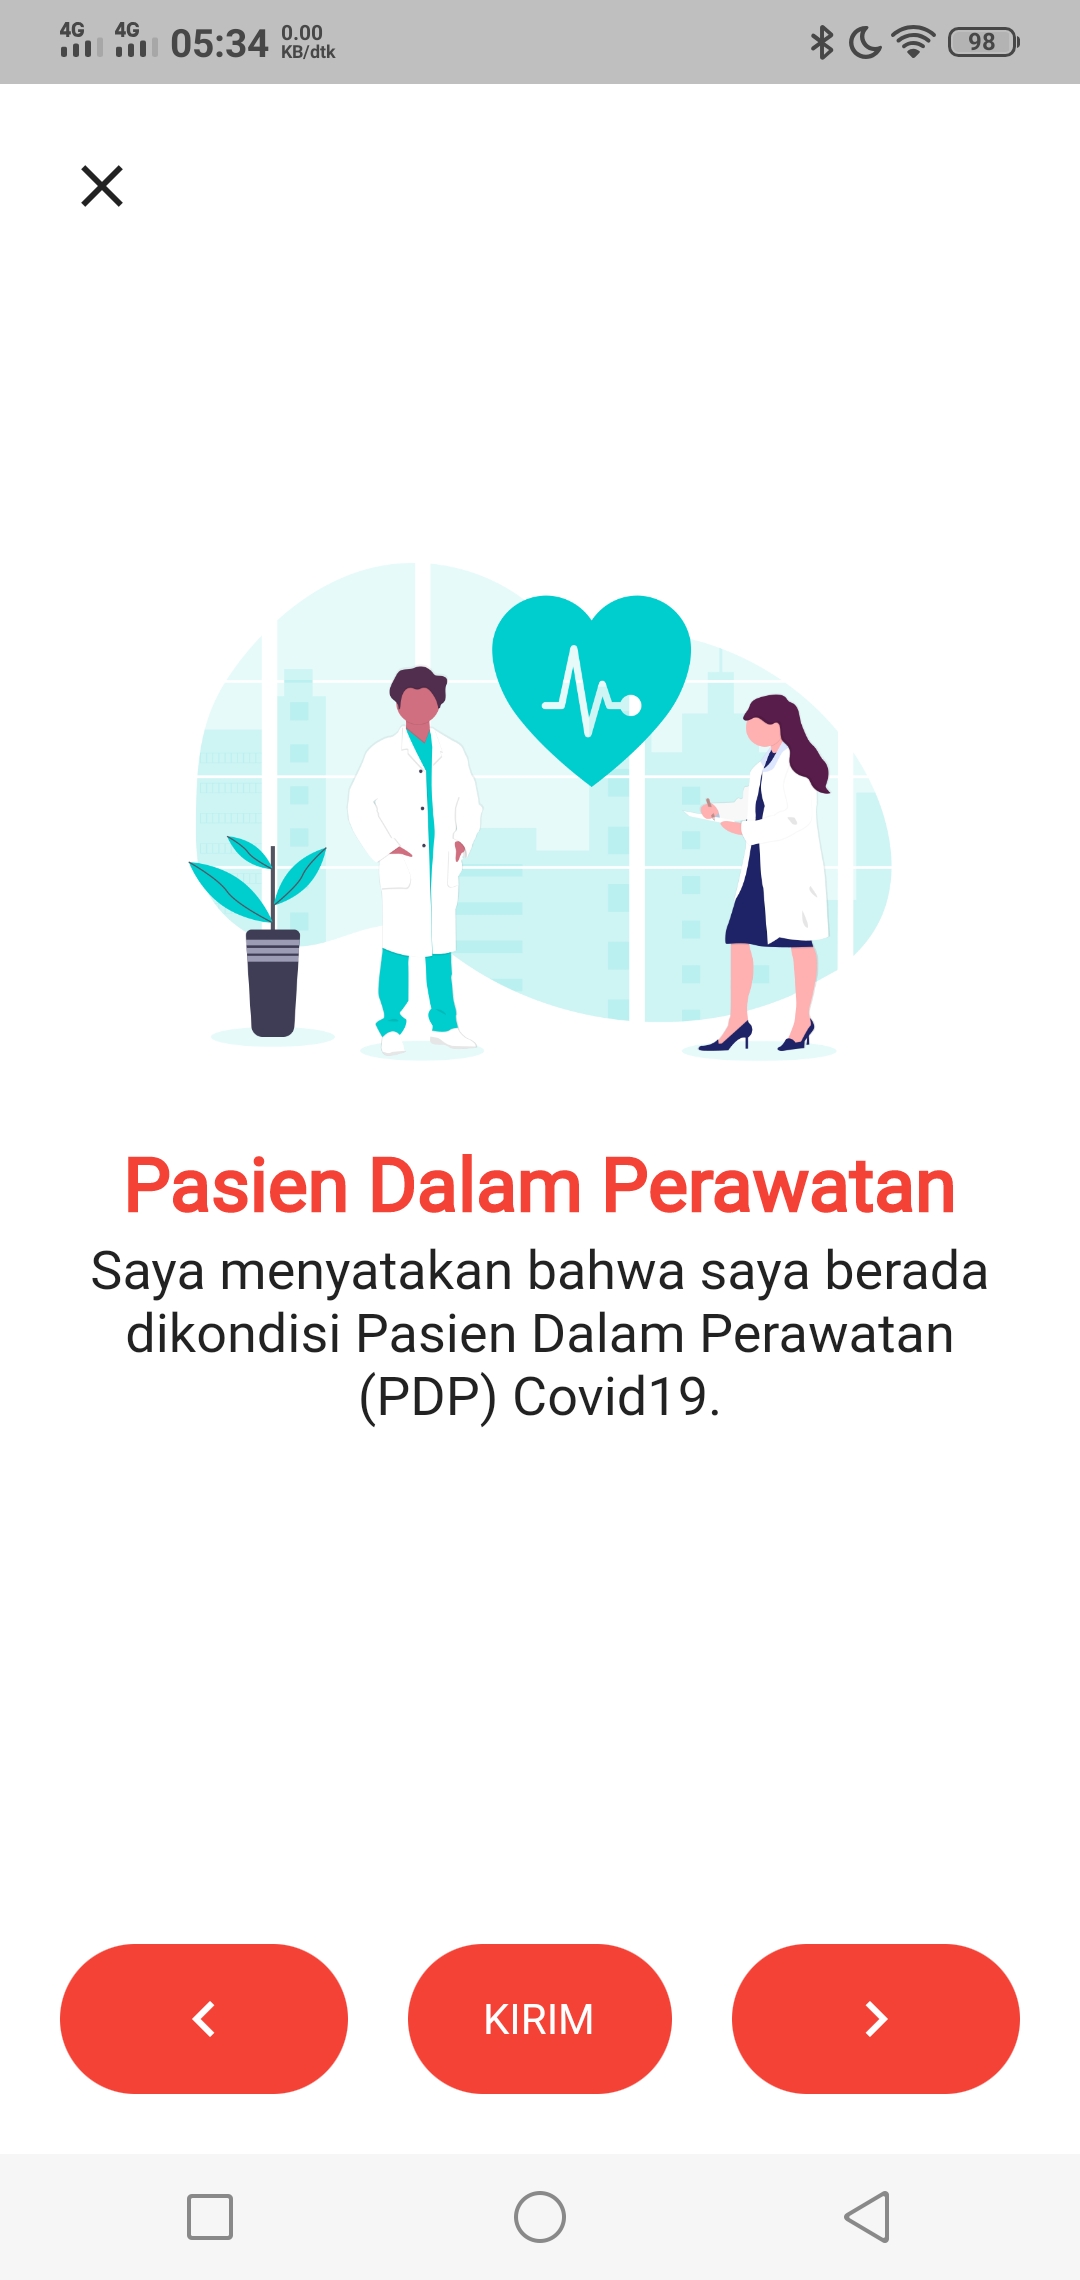 4G 4G 05:34 0.00
KB/dtk
98
Pasien Dalam Perawatan
Saya menyatakan bahwa saya berada
dikondisi Pasien Dalam Perawatan
(PDP) Covid19.
KIRIM